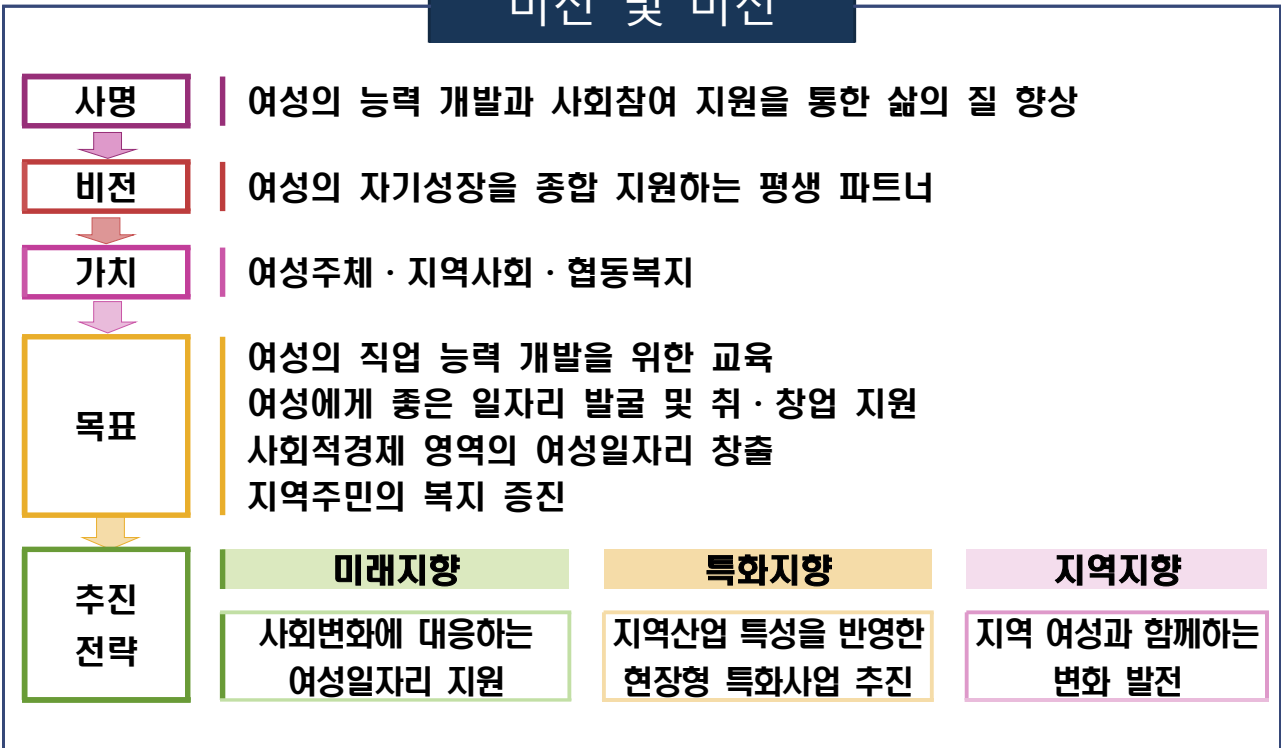 및
사명
여성의 능력 개발과 사회참여 지원을 통한 삶의 질 향상
비전
여성의 자기성장을 종합 지원하는 평생 파트너
가치
여성주체 · 지역사회 · 협동복지
목표
여성의 직업 능력 개발을 위한 교육
여성에게 좋은 일자리 발굴 및 취 · 창업 지원
사회적경제 영역의 여성일자리 창출
지역주민의 복지 증진
추진
전략
미래지향
사회변화에 대응하는
여성일자리 지원
특화지향
지역산업 특성을 반영한
현장형 특화사업 추진
지역지향
지역 여성과 함께하는
변화 발전